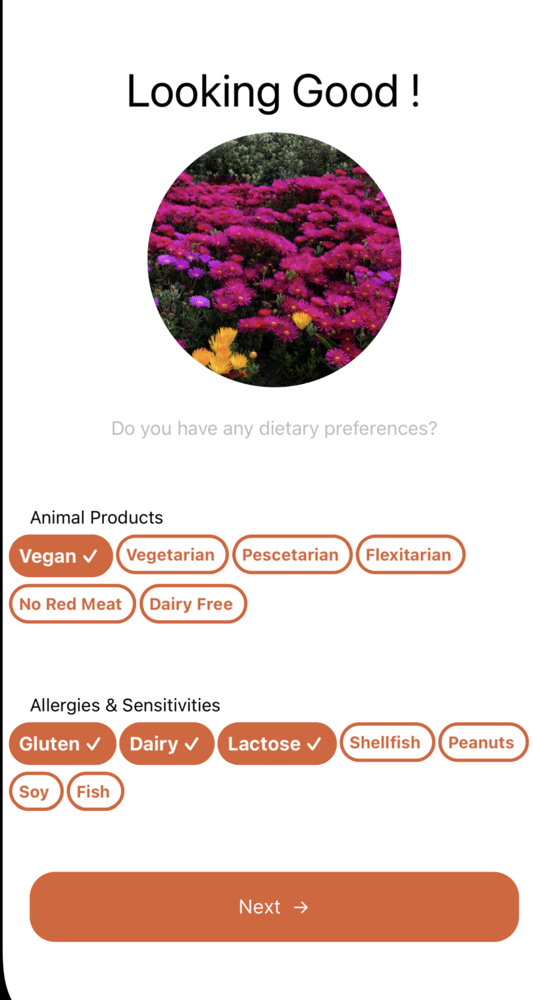 Looking Good !
Do you have any dietary preferences?
Animal Products
Vegan ✓ Vegetarian Pescetarian Flexitarian
No Red Meat Dairy Free
Allergies & Sensitivities
Gluten ✓ Dairy ✓ Lactose ✓ Shellfish Peanuts
Soy Fish
Next →